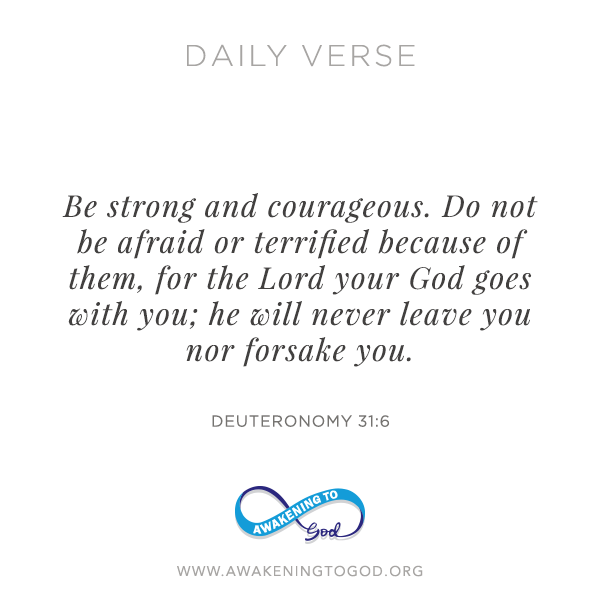 DAILY VERSE
Be strong and courageous. Do not
be afraid or terrified because of
them, for the Lord your God goes
with you; he will never leave you
nor forsake you.
DEUTERONOMY 31:6
AWAKENING TO
God
WWW.AWAKENINGTOGOD.ORG